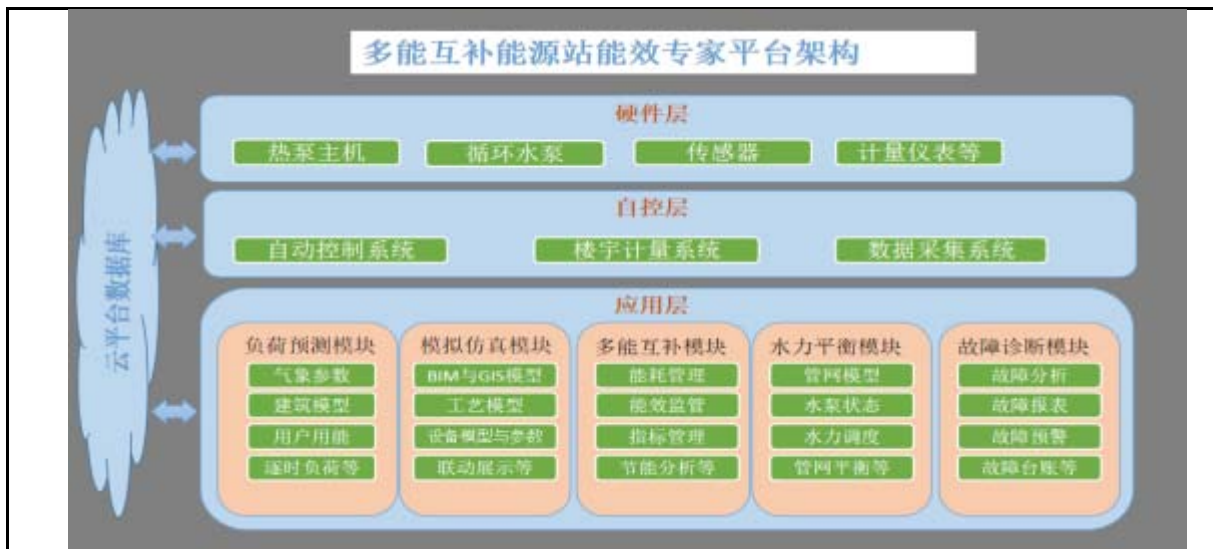 多能互补能源站能效专家平台架构
云平台数据库
硬件层
热泵主机 循环水泵 传感器 计量仪表等
自控层
自动控制系统 楼宇计量系统 数据采集系统
应用层
负荷预测模块
气象参数
建筑模型
用户用能
逐时负荷等
模拟仿真模块
BIM与GIS模型
工艺模型
设备模型与参数
联动展示等
多能互补模块
能耗管理
能效监管
指标管理
节能分析等
水力平衡模块
管网模型
水泵状态
水力调度
管网平衡等
故障诊断模块
故障分析
故障报表
故障预警
故障台账等